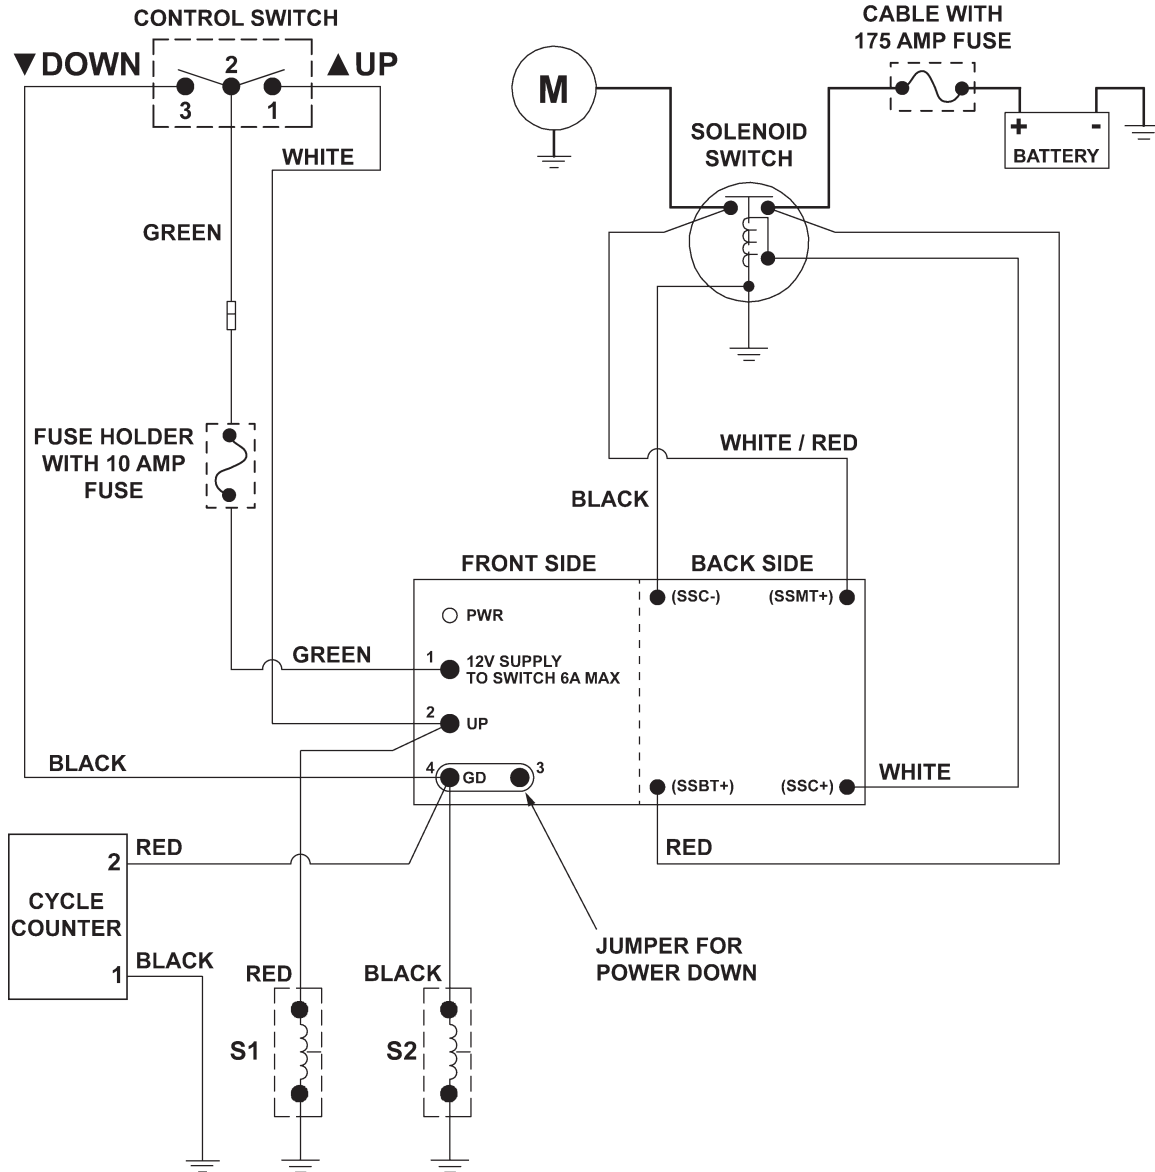 CONTROL SWITCH
▼DOWN
2
▲UP
3
1
WHITE
GREEN
M
CABLE WITH
175 AMP FUSE
SOLENOID
SWITCH
+
-
BATTERY
FUSE HOLDER
WITH 10 AMP
FUSE
WHITE / RED
BLACK
FRONT SIDE
BACK SIDE
(SSC-)
(SSMT+)
PWR
GREEN
1
12V SUPPLY
TO SWITCH 6A MAX
2
UP
BLACK
4
GD
3
(SSBT+)
(SSC+)
WHITE
RED
2
RED
CYCLE
COUNTER
1
BLACK
JUMPER FOR
POWER DOWN
RED
BLACK
S1
S2